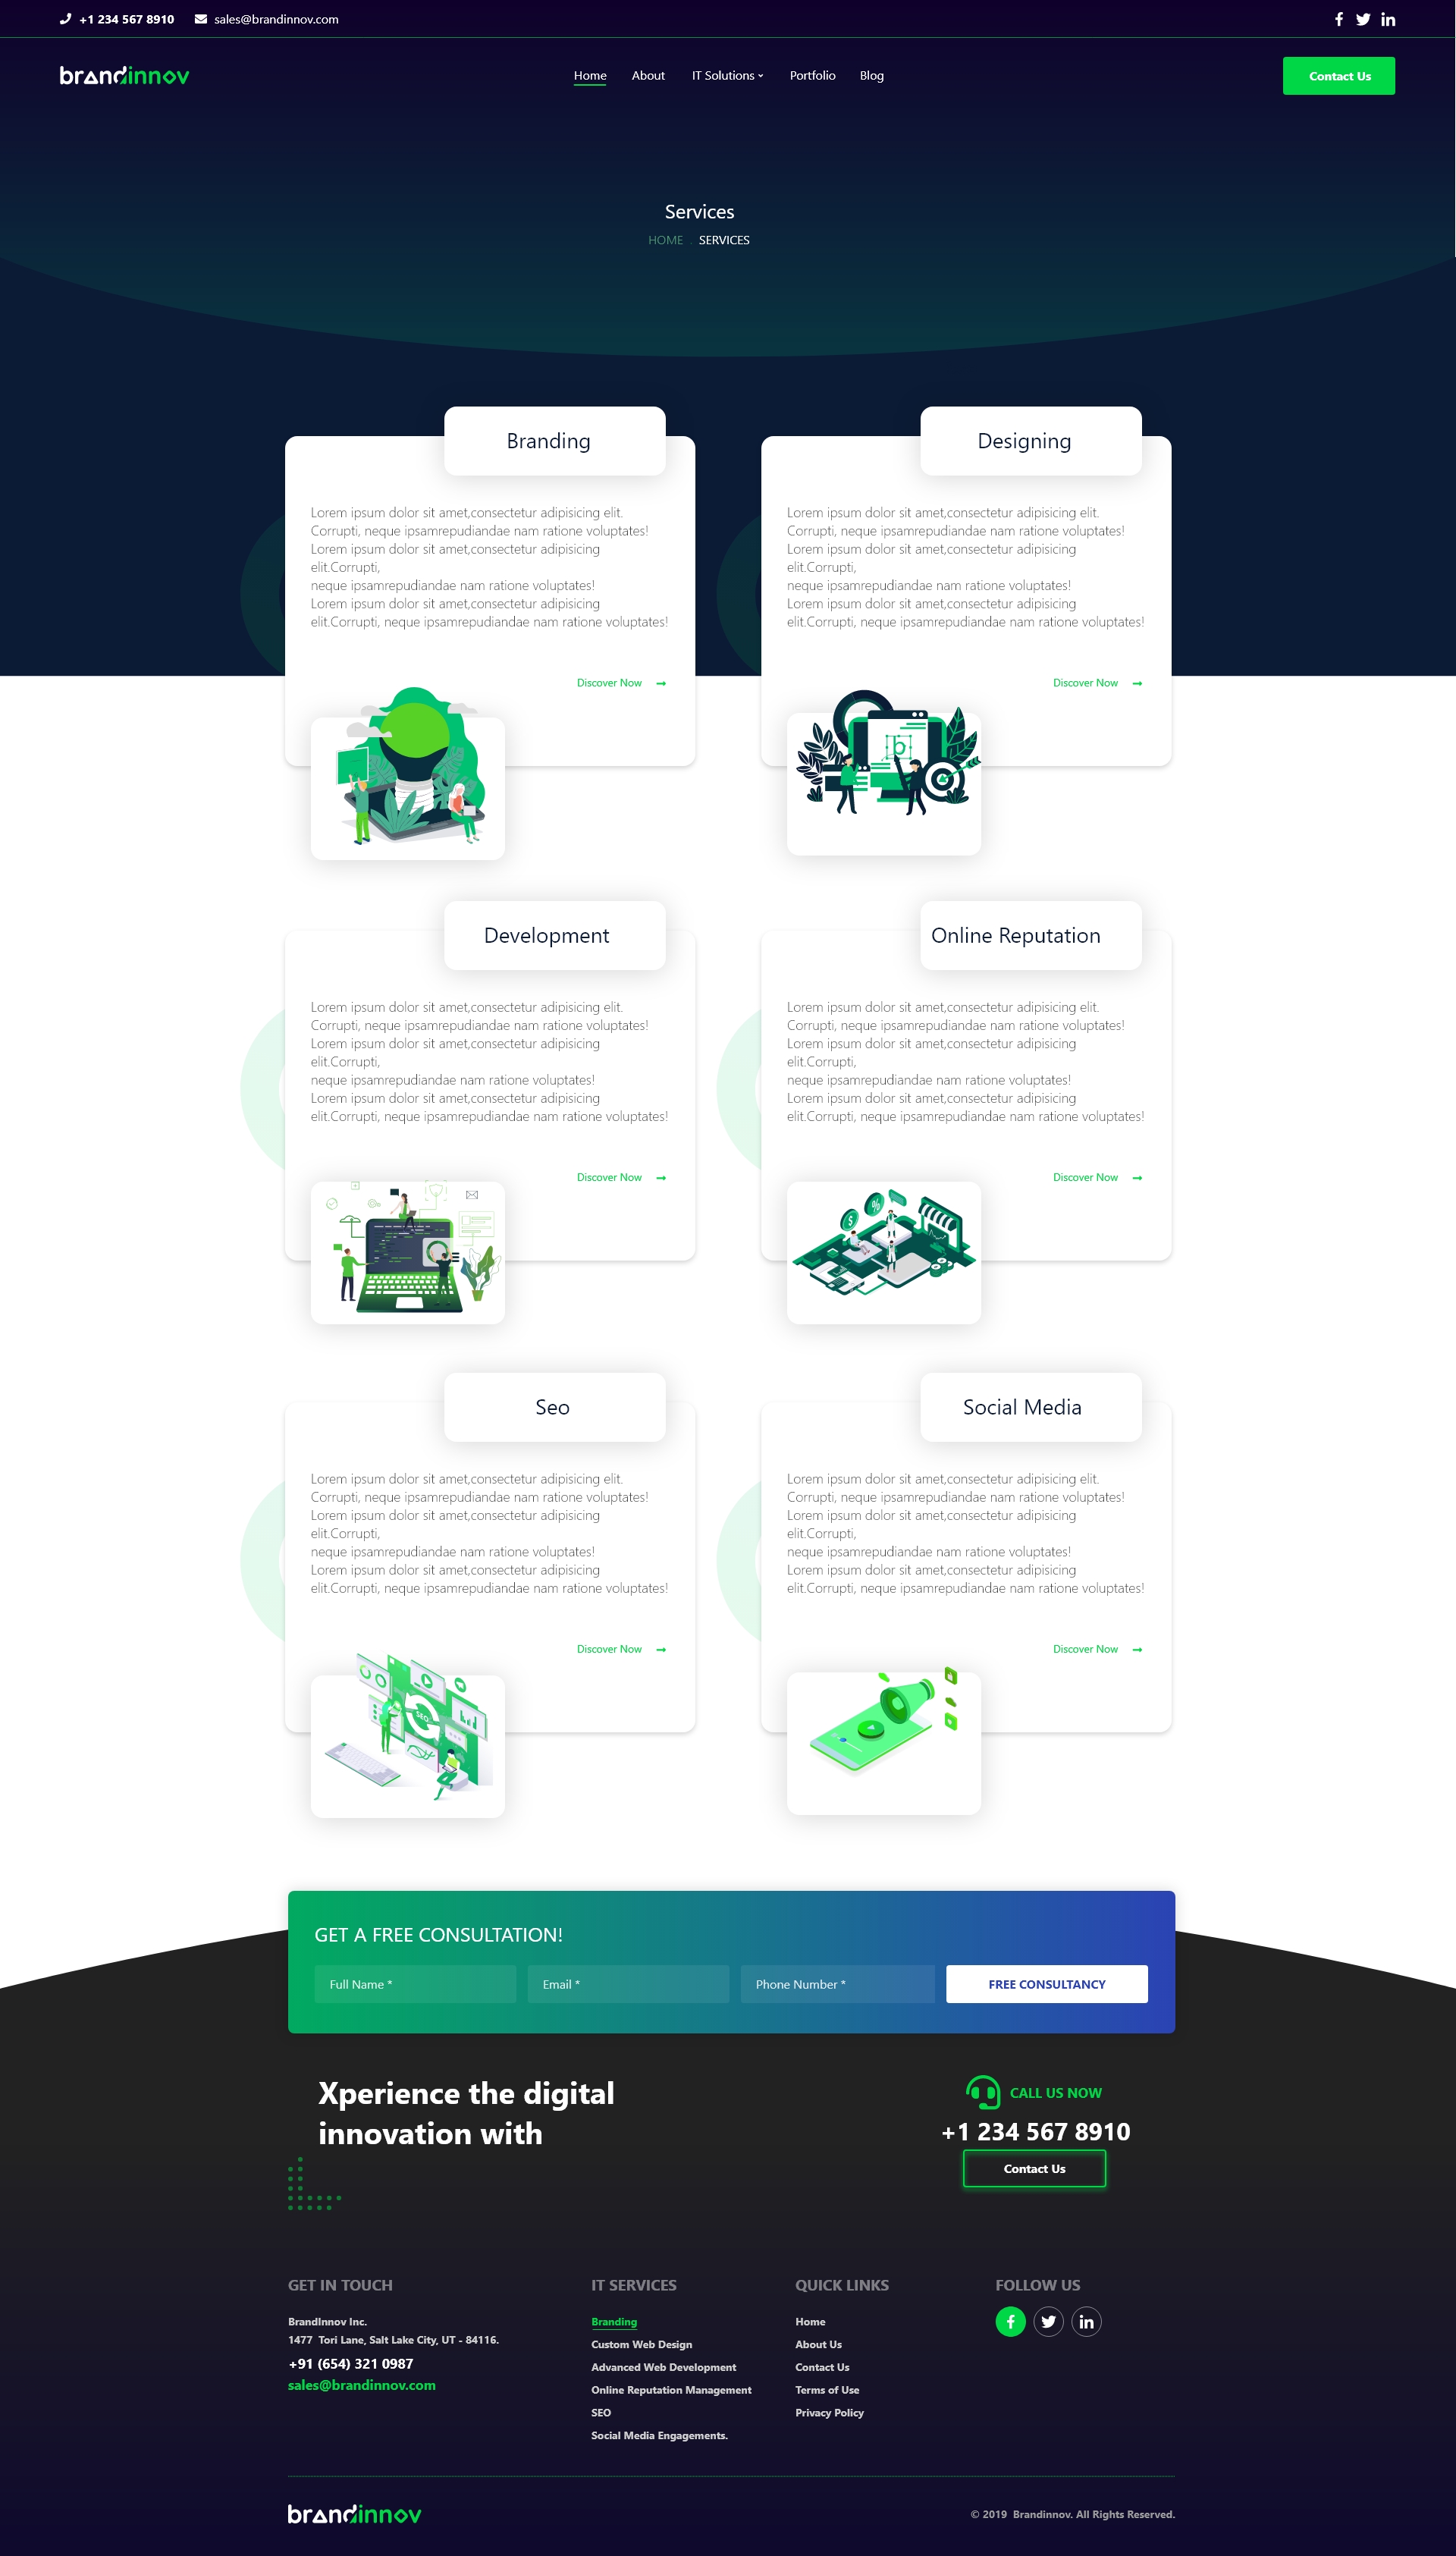 +1 234 567 8910
sales@brandinnov.com
brandinnov
Home
About
IT Solutions
Portfolio
Blog
Contact Us
Services
HOME . SERVICES
Branding
Lorem ipsum dolor sit amet,consectetur adipisicing elit.
Corrupti, neque ipsamrepudiandae nam ratione voluptates!
Lorem ipsum dolor sit amet,consectetur adipisicing
elit.Corrupti,
neque ipsamrepudiandae nam ratione voluptates!
Lorem ipsum dolor sit amet,consectetur adipisicing
elit.Corrupti, neque ipsamrepudiandae nam ratione voluptates!
Discover Now
Designing
Lorem ipsum dolor sit amet,consectetur adipisicing elit.
Corrupti, neque ipsamrepudiandae nam ratione voluptates!
Lorem ipsum dolor sit amet,consectetur adipisicing
elit.Corrupti,
neque ipsamrepudiandae nam ratione voluptates!
Lorem ipsum dolor sit amet,consectetur adipisicing
elit.Corrupti, neque ipsamrepudiandae nam ratione voluptates!
Discover Now
b
Development
Lorem ipsum dolor sit amet,consectetur adipisicing elit.
Corrupti, neque ipsamrepudiandae nam ratione voluptates!
Lorem ipsum dolor sit amet,consectetur adipisicing
elit.Corrupti,
neque ipsamrepudiandae nam ratione voluptates!
Lorem ipsum dolor sit amet,consectetur adipisicing
elit.Corrupti, neque ipsamrepudiandae nam ratione voluptates!
Discover Now
Online Reputation
Lorem ipsum dolor sit amet,consectetur adipisicing elit.
Corrupti, neque ipsamrepudiandae nam ratione voluptates!
Lorem ipsum dolor sit amet,consectetur adipisicing
elit.Corrupti,
neque ipsamrepudiandae nam ratione voluptates!
Lorem ipsum dolor sit amet,consectetur adipisicing
elit.Corrupti, neque ipsamrepudiandae nam ratione voluptates!
Discover Now
$
%
Seo
Lorem ipsum dolor sit amet,consectetur adipisicing elit.
Corrupti, neque ipsamrepudiandae nam ratione voluptates!
Lorem ipsum dolor sit amet,consectetur adipisicing
elit.Corrupti,
neque ipsamrepudiandae nam ratione voluptates!
Lorem ipsum dolor sit amet,consectetur adipisicing
elit.Corrupti, neque ipsamrepudiandae nam ratione voluptates!
Discover Now
SEO
Social Media
Lorem ipsum dolor sit amet,consectetur adipisicing elit.
Corrupti, neque ipsamrepudiandae nam ratione voluptates!
Lorem ipsum dolor sit amet,consectetur adipisicing
elit.Corrupti,
neque ipsamrepudiandae nam ratione voluptates!
Lorem ipsum dolor sit amet,consectetur adipisicing
elit.Corrupti, neque ipsamrepudiandae nam ratione voluptates!
Discover Now
GET A FREE CONSULTATION!
Full Name *
Email *
Phone Number *
FREE CONSULTANCY
Xperience the digital
innovation with
CALL US NOW
+1 234 567 8910
Contact Us
GET IN TOUCH
BrandInnov Inc.
1477 Tori Lane, Salt Lake City, UT - 84116.
+91 (654) 321 0987
sales@brandinnov.com
IT SERVICES
Branding
Custom Web Design
Advanced Web Development
Online Reputation Management
SEO
Social Media Engagements.
QUICK LINKS
Home
About Us
Contact Us
Terms of Use
Privacy Policy
FOLLOW US
brandinnov
© 2019 Brandinnov. All Rights Reserved.